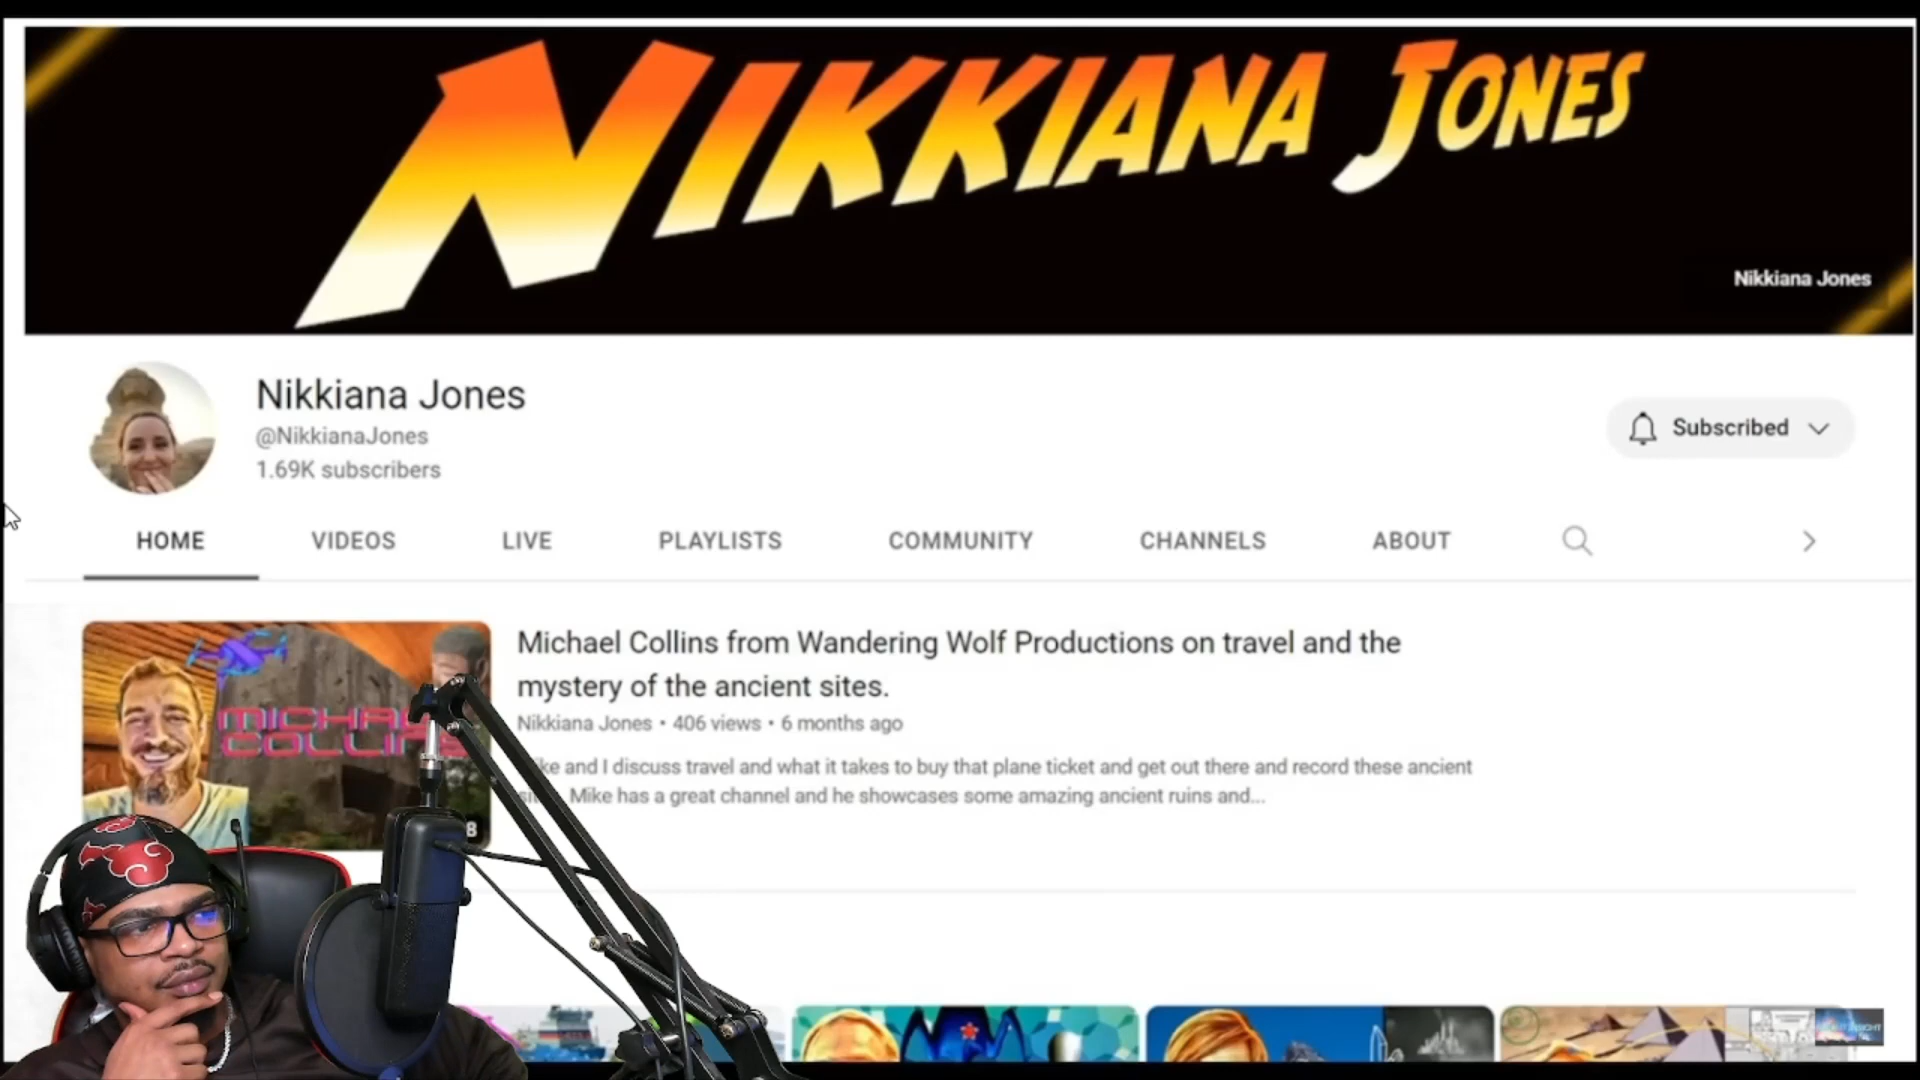 NIKKIANA JONES
Nikkiana Jones
Nikkiana Jones
@NikkianaJones
1.69K subscribers
Subscribed
HOME VIDEOS LIVE PLAYLISTS COMMUNITY CHANNELS ABOUT
Michael Collins from Wandering Wolf Productions on travel and the
mystery of the ancient sites.
Nikkiana Jones • 406 views • 6 months ago
and I discuss travel and what it takes to buy that plane ticket and get out there and record these ancient
Mike has a great channel and he showcases some amazing ancient ruins and...